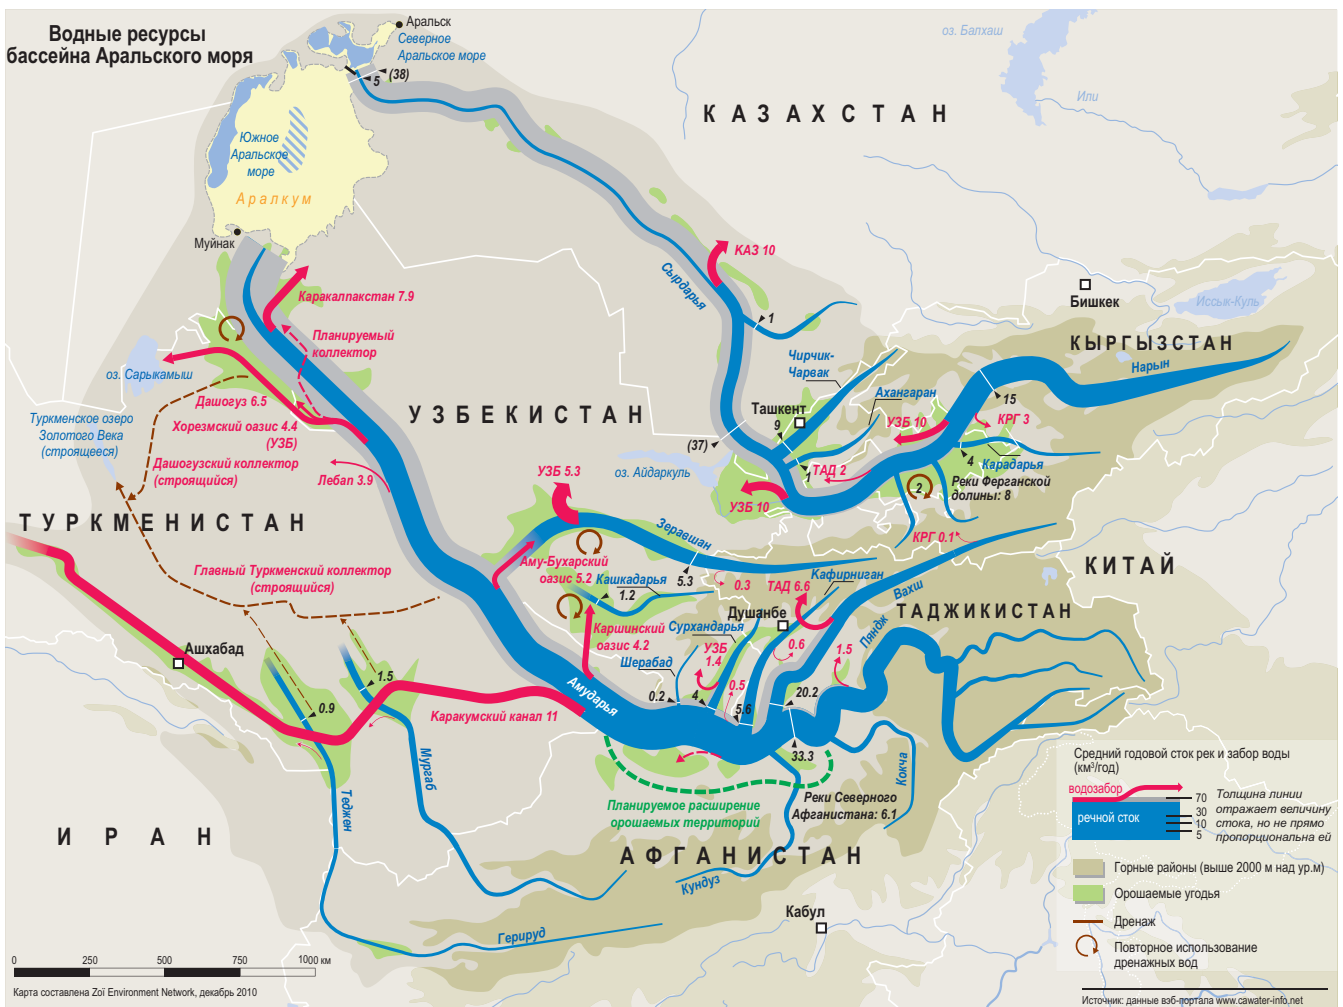 Водные ресурсы
бассейна Аральского моря
Аральск
Северное
Аральское море
5
(38)
оз. Балхаш
Или
КАЗАХСТАН
Южное
Аральское
море
Аралкум
Муйнак
КАЗ 10
Сырдарья
1
Бишкек
Иссык-Куль
КЫРГЫЗСТАН
Нарын
Каракалпакстан 7.9
Планируемый
коллектор
оз. Сарыкамыш
Чирчик-
Чарвак
Ахангаран
Ташкент
9
УЗБ 10
15
КРГ 3
Дашогуз 6.5
Хорезмский оазис 4.4
(УЗБ)
УЗБЕКИСТАН
Туркменское озеро
Золотого Века
(строящееся)
(37)
4
Карадарья
Дашогузский коллектор
(строящийся)
Лебап 3.9
УЗБ 5.3
оз. Айдаркуль
1
ТАД 2
2
Реки Ферганской
долины: 8
УЗБ 10
ТУРКМЕНИСТАН
Зеравшан
КРГ 0.1
Главный Туркменский коллектор
(строящийся)
Аму-Бухарский
оазис 5.2
Кашкадарья
1.2
5.3
0.3
ТАД 6.6
Кафирниган
Вахш
КИТАЙ
Душанбе
ТАДЖИКИСТАН
Каршинский
оазис 4.2
Сурхандарья
УЗБ
1.4
0.6
Пяндж
1.5
Ашхабад
Шерабад
1.5
0.2
4
0.5
5.6
20.2
Амударья
0.9
Каракумский канал 11
33.3
Мургаб
Теджен
Кокча
Планируемое расширение
орошаемых территорий
Реки Северного
Афганистана: 6.1
ИРАН
АФГАНИСТАН
Кундуз
Кабул
Герируд
Средний годовой сток рек и забор воды
(км³/год)
водозабор
речной сток
70
30
10
5
Толщина линии
отражает величину
стока, но не прямо
пропорциональна ей
Горные районы (выше 2000 м над ур.м)
Орошаемые угодья
Дренаж
Повторное использование
дренажных вод
0 250 500 750 1000 км
Карта составлена Zoï Environment Network, декабрь 2010
Источник: данные вэб-портала www.cawater-info.net